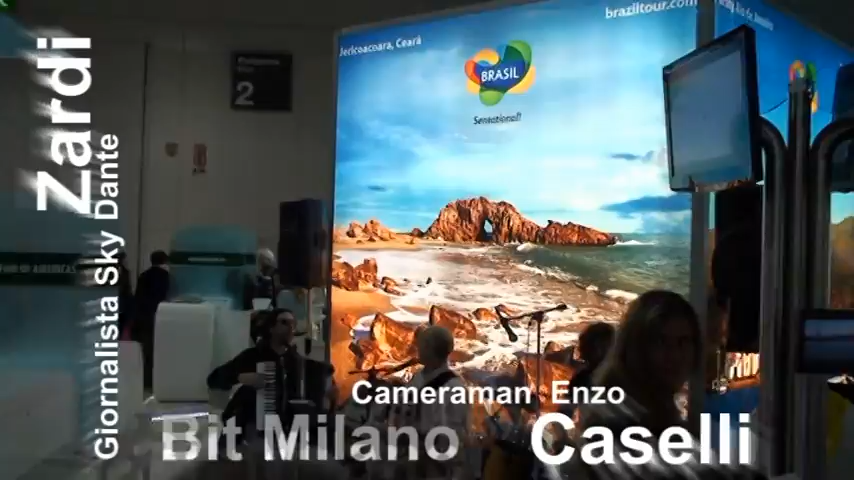 Jericoacoara, Ceará
braziltour.com
BRASIL
Sensational!
2
Zardi
Giornalista Sky Dante
Cameraman Enzo
Bit Milano
Caselli